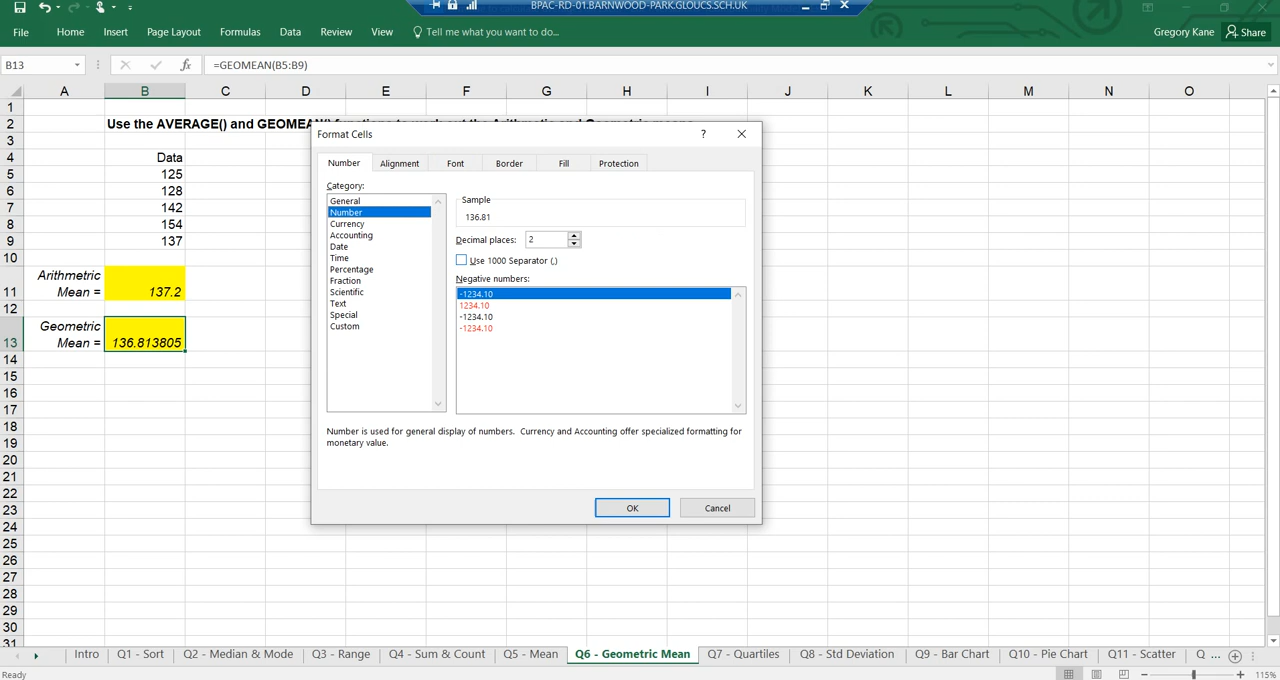 BPAC-RD-01.BARNWOOD-PARK.GLOUCS.SCH.UK
File Home Insert Page Layout Formulas Data Review View Tell me what you want to do... Gregory Kane Share
B13 fx =GEOMEAN(B5:B9)
A B C D E F G H I J K L M N O
1
2 Use the AVERAGE() and
3
4 Data
5 125
6 128
7 142
8 154
9 137
10
Arithmetric
11 Mean = 137.2
12
Geometric
13 Mean = 136.813805
14
15
16
17
18
19
20
21
22
23
24
25
26
27
28
29
30
31
Format Cells ?
Number Alignment Font Border Fill Protection
Category:
General
Number
Currency
Accounting
Date
Time
Percentage
Fraction
Scientific
Text
Special
Custom
Sample
136.81
Decimal places: 2
Use 1000 Separator (,)
Negative numbers:
-1234.10
1234.10
-1234.10
-1234.10
Number is used for general display of numbers. Currency and Accounting offer specialized formatting for
monetary value.
OK Cancel
Intro Q1 - Sort Q2 - Median & Mode Q3 - Range Q4 - Sum & Count Q5 - Mean Q6 - Geometric Mean Q7 - Quartiles Q8 - Std Deviation Q9 - Bar Chart Q10 - Pie Chart Q11 - Scatter Q ...
Ready 115%